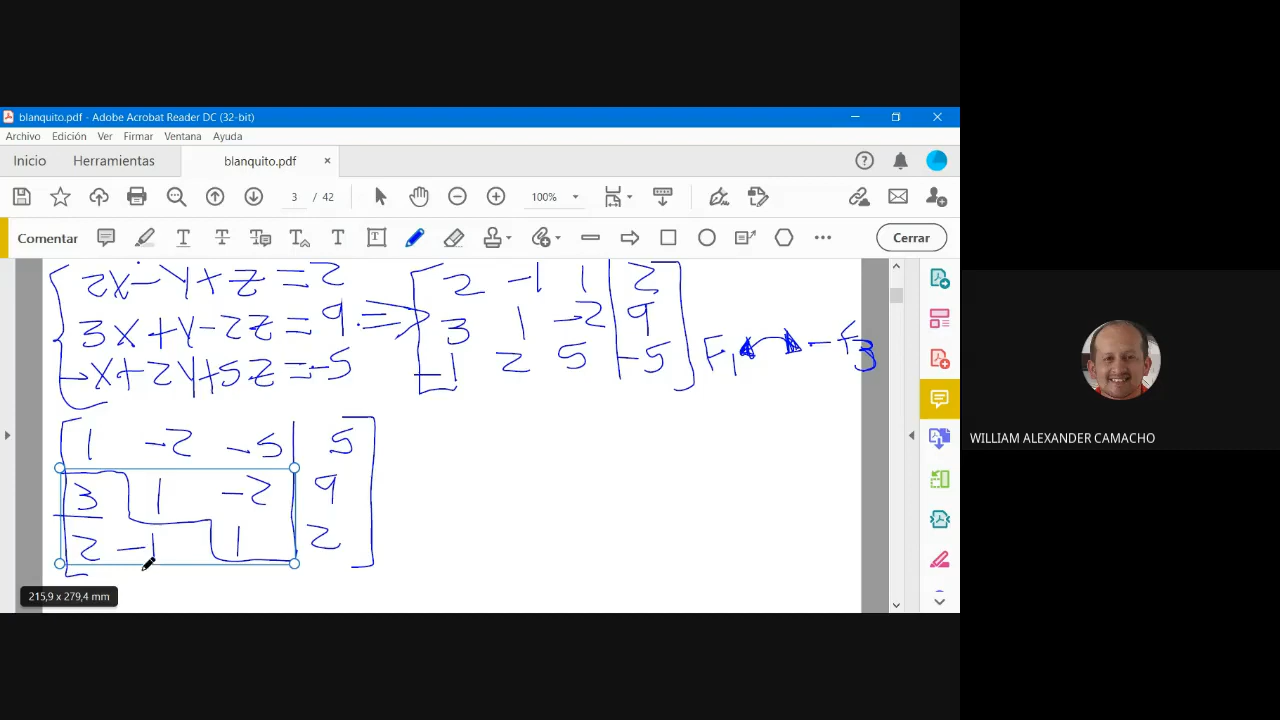 blanquito.pdf - Adobe Acrobat Reader DC (32-bit)
Archivo Edición Ver Firmar Ventana Ayuda
Inicio Herramientas blanquito.pdf ×
3 / 42 100%
Comentar Cerrar
2x - y + z = 2 => [ 2 -1 1 | 2 ]
3x + y - 2z = 9 [ 3 1 -2 | 9 ]
-x + 2y + 5z = -5 [ -1 2 5 | -5 ] F1 ↔ -f3
[ 1 -2 -5 | 5 ]
[ 3 1 -2 | 9 ]
[ 2 -1 1 | 2 ]
215,9 x 279,4 mm
WILLIAM ALEXANDER CAMACHO